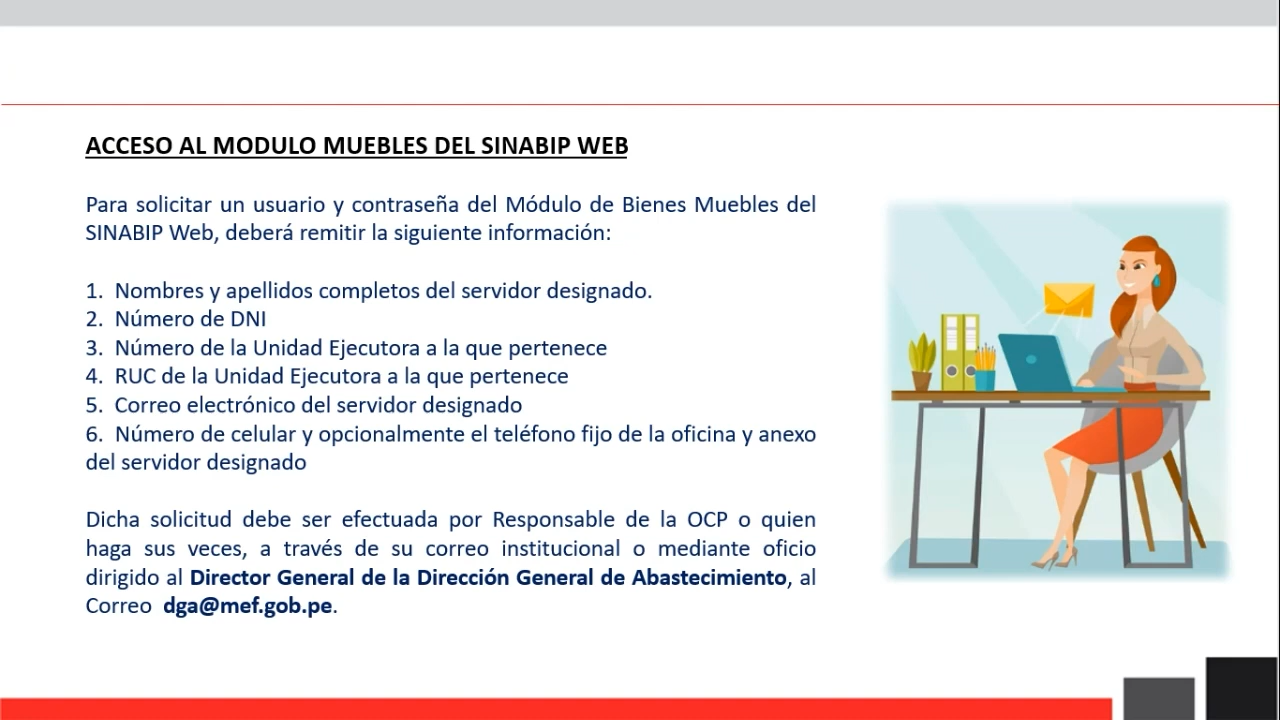 ACCESO AL MODULO MUEBLES DEL SINABIP WEB
Para solicitar un usuario y contraseña del Módulo de Bienes Muebles del
SINABIP Web, deberá remitir la siguiente información:
1. Nombres y apellidos completos del servidor designado.
2. Número de DNI
3. Número de la Unidad Ejecutora a la que pertenece
4. RUC de la Unidad Ejecutora a la que pertenece
5. Correo electrónico del servidor designado
6. Número de celular y opcionalmente el teléfono fijo de la oficina y anexo
del servidor designado
Dicha solicitud debe ser efectuada por Responsable de la OCP o quien
haga sus veces, a través de su correo institucional o mediante oficio
dirigido al Director General de la Dirección General de Abastecimiento, al
Correo dga@mef.gob.pe.